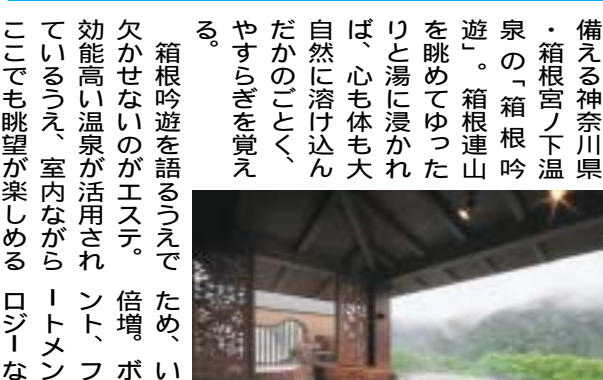 備える神奈川県
・箱根宮ノ下温
泉の「箱根吟
遊」。箱根連山
を眺めてゆった
りと湯に浸かれ
ば、心も体も大
自然に溶け込ん
だかのごとく、
やすらぎを覚え
る。
箱根吟遊を語るうえで
欠かせないのがエステ。
効能高い温泉が活用され
ているうえ、室内ながら
ここでも眺望が楽しめる
ため、い
倍増。ボ
ント、フ
ートメン
ロジーな